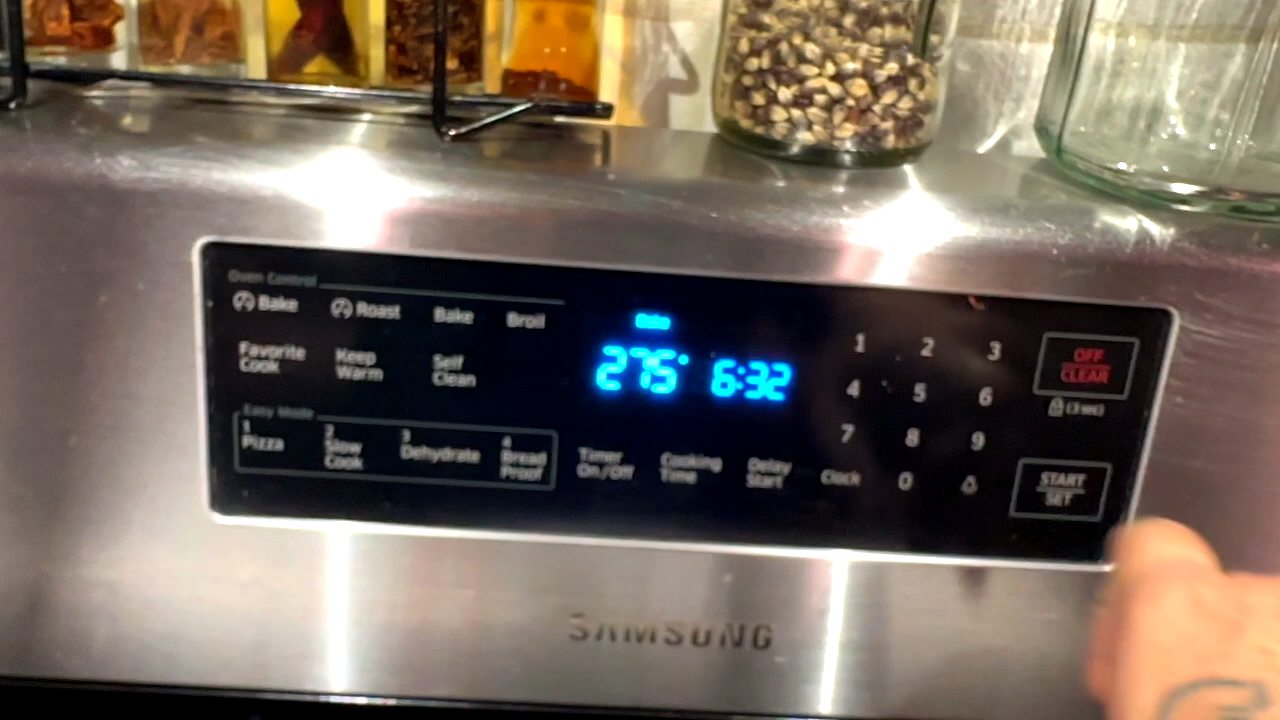 Oven Control
Bake Roast Bake Broil
Favorite Cook
Keep Warm
Self Clean
Easy Mode
1 Pizza
2 Slow Cook
3 Dehydrate
4 Bread Proof
Bake
275° 6:32
Timer On/Off
Cooking Time
Delay Start
Clock
1 2 3
4 5 6
7 8 9
0
OFF
CLEAR
(3 sec)
START
SET
SAMSUNG